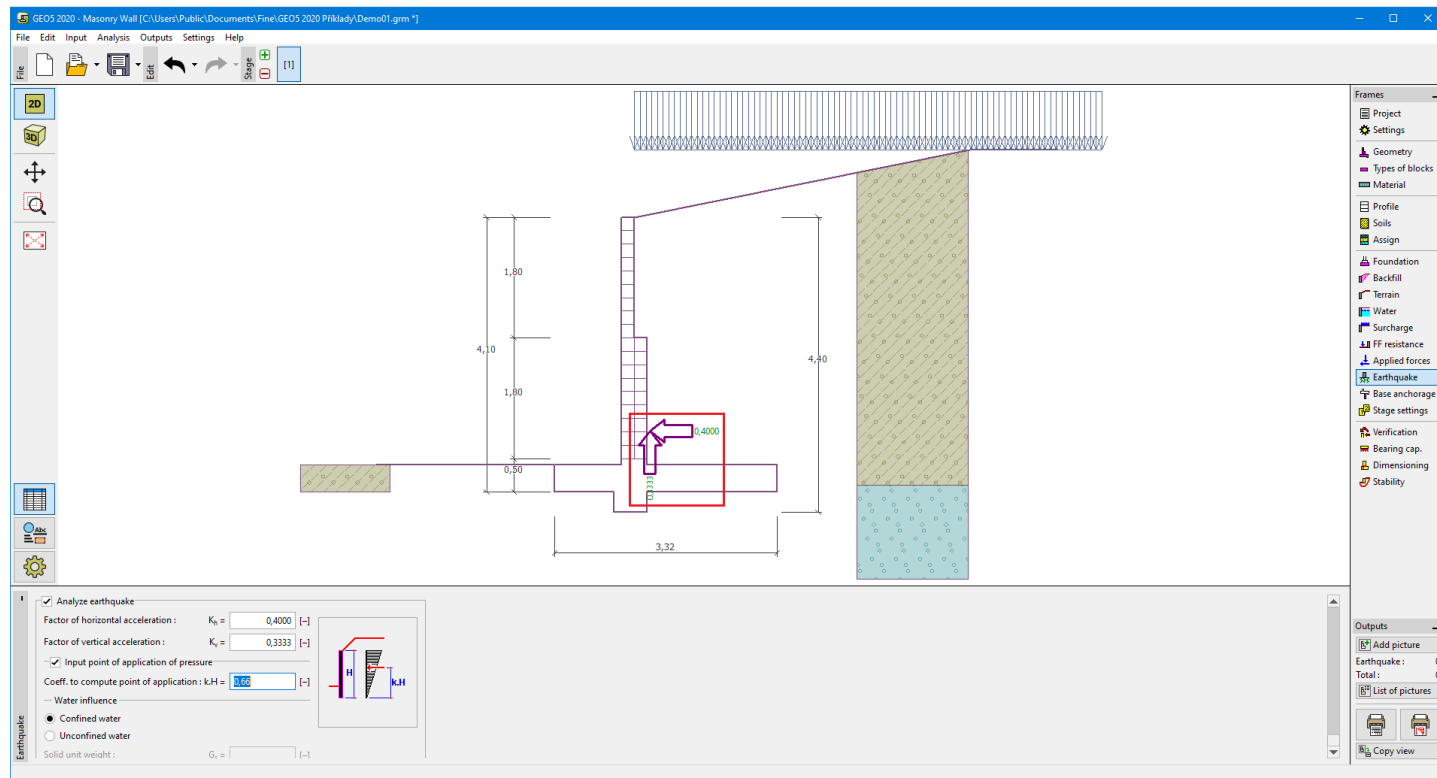 GEO5 2020 - Masonry Wall [C:\Users\Public\Documents\Fine\GEO5 2020 Příklady\Demo01.grm *]
File Edit Input Analysis Outputs Settings Help
File
Edit
Stage
[1]
2D
3D
Abc
1,80
4,10
1,80
0,50
4,40
0,4000
0,3333
3,32
Frames
Project
Settings
Geometry
Types of blocks
Material
Profile
Soils
Assign
Foundation
Backfill
Terrain
Water
Surcharge
FF resistance
Applied forces
Earthquake
Base anchorage
Stage settings
Verification
Bearing cap.
Dimensioning
Stability
Outputs
Add picture
Earthquake :
Total :
List of pictures
Copy view
Earthquake
Analyze earthquake
Factor of horizontal acceleration : Kh = 0,4000 [–]
Factor of vertical acceleration : Kv = 0,3333 [–]
Input point of application of pressure
Coeff. to compute point of application : k.H = 0,66 [–]
Water influence
Confined water
Unconfined water
Solid unit weight : Gs = [–]
H
k.H